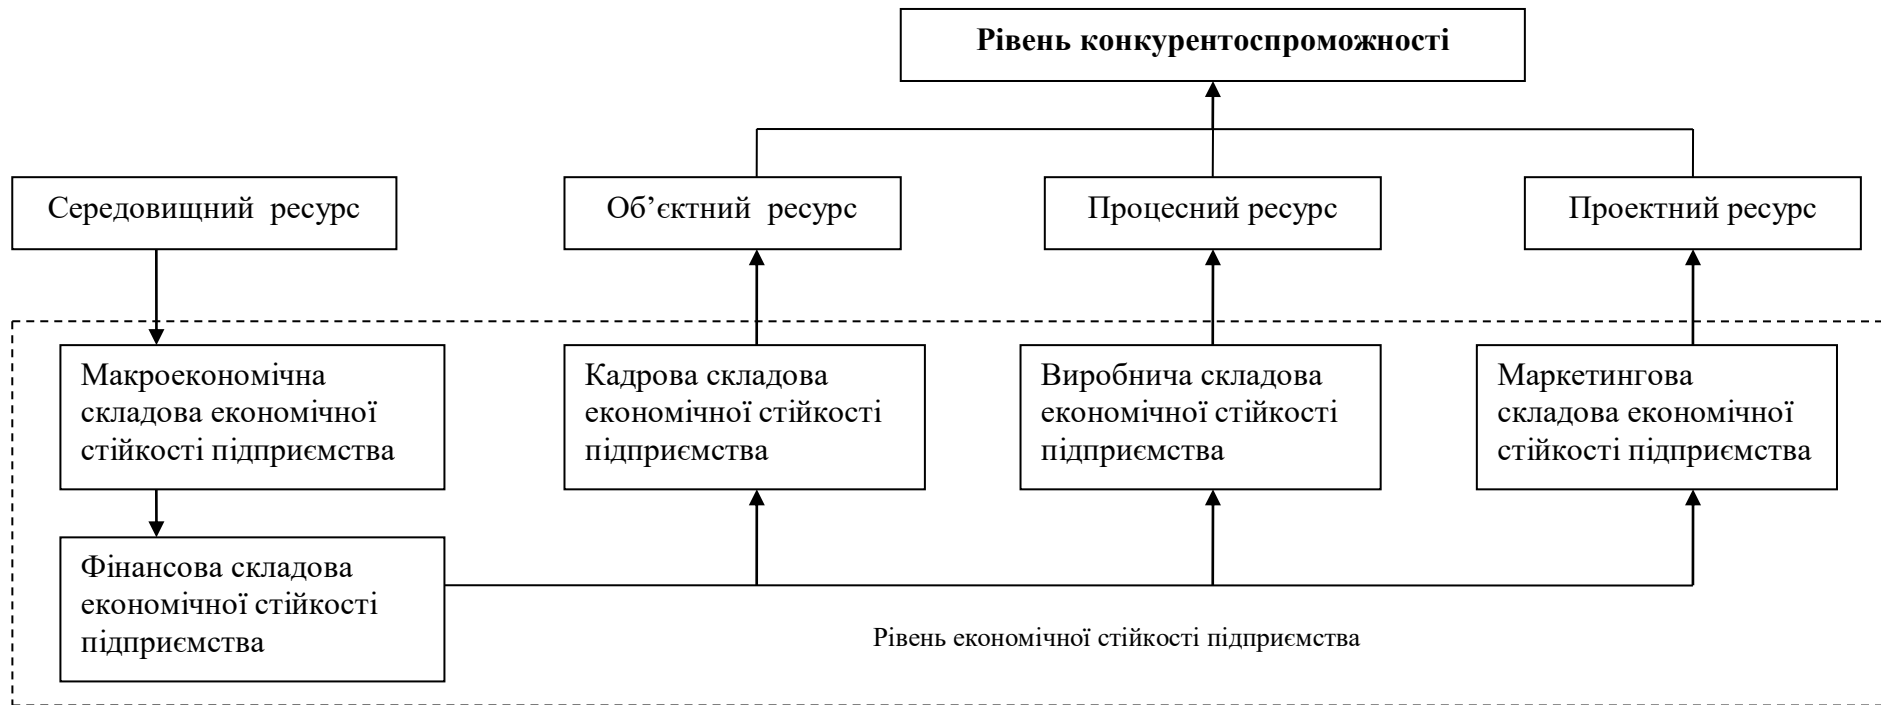 Рівень конкурентоспроможності
Середовищний ресурс
Об’єктний ресурс
Процесний ресурс
Проектний ресурс
Макроекономічна
складова економічної
стійкості підприємства
Кадрова складова
економічної стійкості
підприємства
Виробнича складова
економічної стійкості
підприємства
Маркетингова
складова економічної
стійкості підприємства
Фінансова складова
економічної стійкості
підприємства
Рівень економічної стійкості підприємства